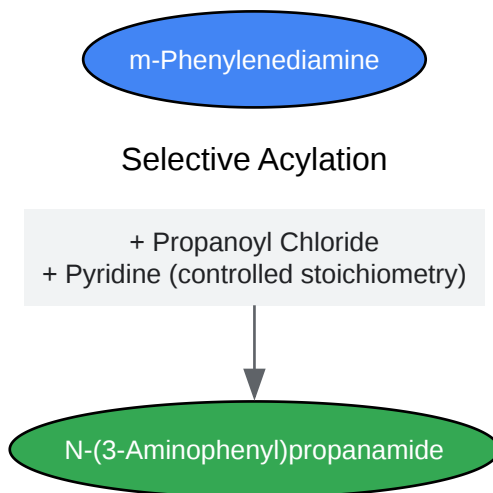 m-Phenylenediamine
Selective Acylation
+ Propanoyl Chloride
+ Pyridine (controlled stoichiometry)
N-(3-Aminophenyl)propanamide